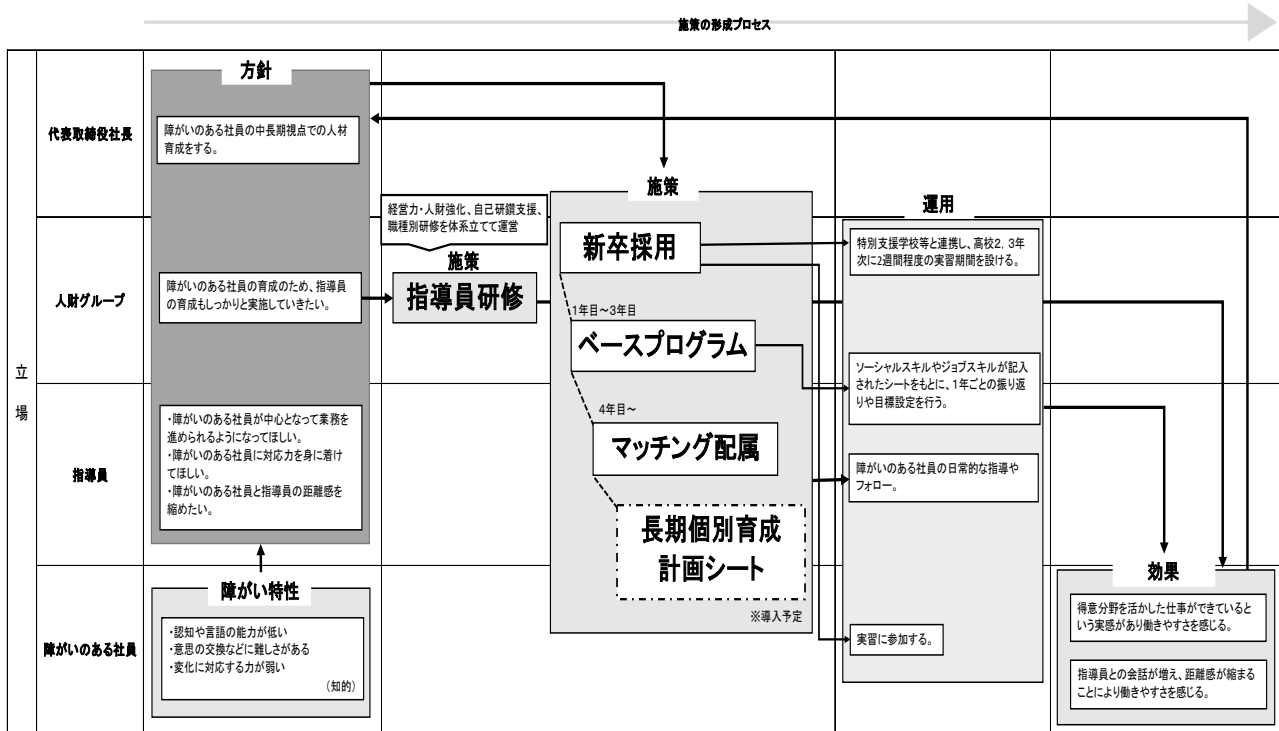 施策の形成プロセス
立
場
代表取締役社長
人財グループ
指導員
障がいのある社員
方針
障がいのある社員の中長期視点での人材
育成をする。
障がいのある社員の育成のため、指導員
の育成もしっかりと実施していきたい。
・障がいのある社員が中心となって業務を
進められるようになってほしい。
・障がいのある社員に対応力を身に着け
てほしい。
・障がいのある社員と指導員の距離感を
縮めたい。
障がい特性
・認知や言語の能力が低い
・意思の交換などに難しさがある
・変化に対応する力が弱い
(知的)
経営力・人財強化、自己研鑽支援、
職種別研修を体系立てて運営
施策
指導員研修
施策
新卒採用
1年目～3年目
ベースプログラム
4年目～
マッチング配属
長期個別育成
計画シート
※導入予定
運用
特別支援学校等と連携し、高校2，3年
次に2週間程度の実習期間を設ける。
ソーシャルスキルやジョブスキルが記入
されたシートをもとに、1年ごとの振り返
りや目標設定を行う。
障がいのある社員の日常的な指導や
フォロー。
実習に参加する。
効果
得意分野を活かした仕事ができていると
いう実感があり働きやすさを感じる。
指導員との会話が増え、距離感が縮まる
ことにより働きやすさを感じる。